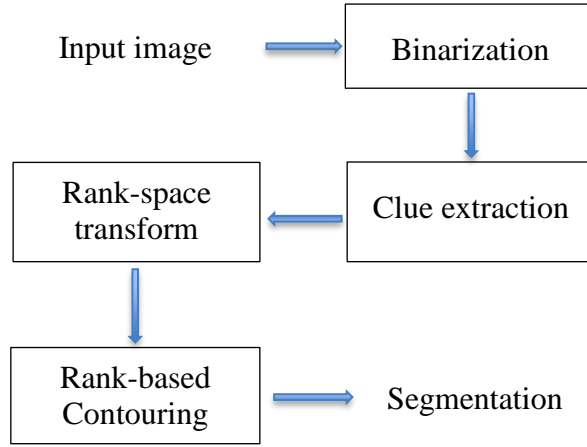 Input image
Binarization
Clue extraction
Rank-space
transform
Rank-based
Contouring
Segmentation